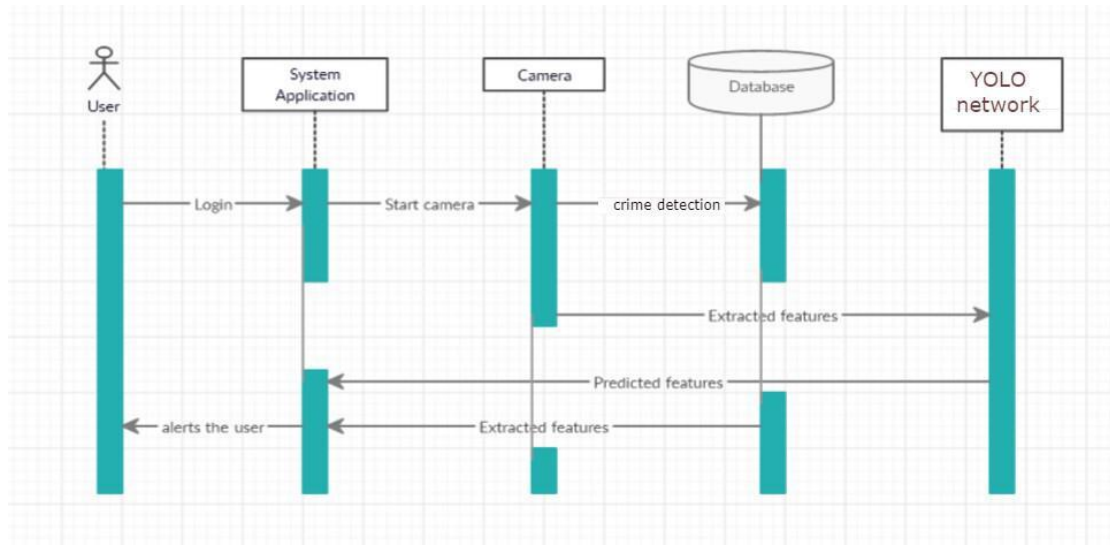 User
System
Application
Camera
Database
YOLO
network
Login
Start camera
crime detection
Extracted features
Predicted features
alerts the user
Extracted features